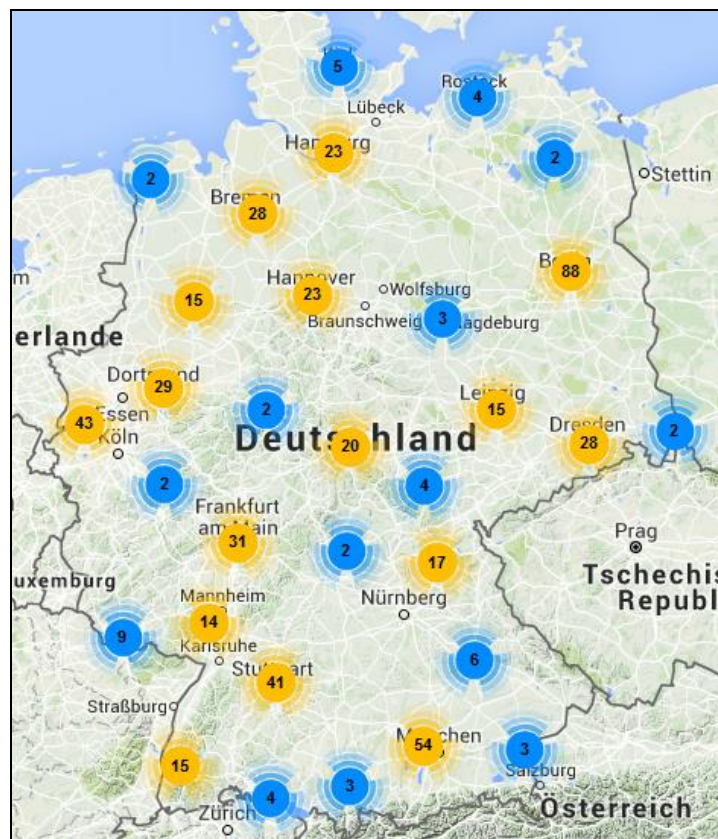 5
Rostock
4
Lübeck
Hamburg
23
2
2
Stettin
Bremen
28
m
Berlin
88
Hannover
23
Wolfsburg
15
Braunschweig
3
Magdeburg
erlande
Dortmund
29
Essen
43
Köln
2
Leipzig
15
Dresden
28
2
Deutschland
20
2
4
Frankfurt
am Main
31
2
17
Prag
Tschechis
Republ
uxemburg
Mannheim
14
Nürnberg
9
Karlsruhe
Stuttgart
41
6
Straßburg
München
54
3
15
Salzburg
3
4
Zürich
Österreich